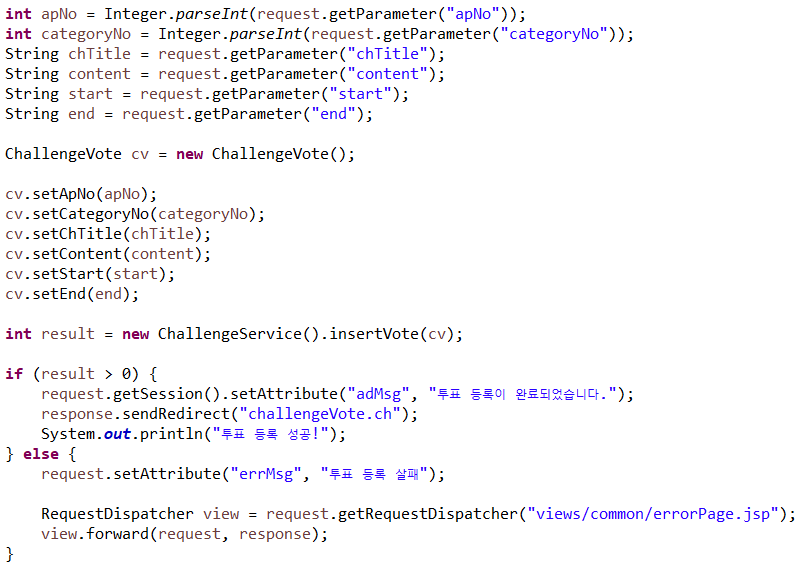 int apNo = Integer.parseInt(request.getParameter("apNo"));
int categoryNo = Integer.parseInt(request.getParameter("categoryNo"));
String chTitle = request.getParameter("chTitle");
String content = request.getParameter("content");
String start = request.getParameter("start");
String end = request.getParameter("end");

ChallengeVote cv = new ChallengeVote();

cv.setApNo(apNo);
cv.setCategoryNo(categoryNo);
cv.setChTitle(chTitle);
cv.setContent(content);
cv.setStart(start);
cv.setEnd(end);

int result = new ChallengeService().insertVote(cv);

if (result > 0) {
    request.getSession().setAttribute("adMsg", "투표 등록이 완료되었습니다.");
    response.sendRedirect("challengeVote.ch");
    System.out.println("투표 등록 성공!");
} else {
    request.setAttribute("errMsg", "투표 등록 살패");

    RequestDispatcher view = request.getRequestDispatcher("views/common/errorPage.jsp");
    view.forward(request, response);
}